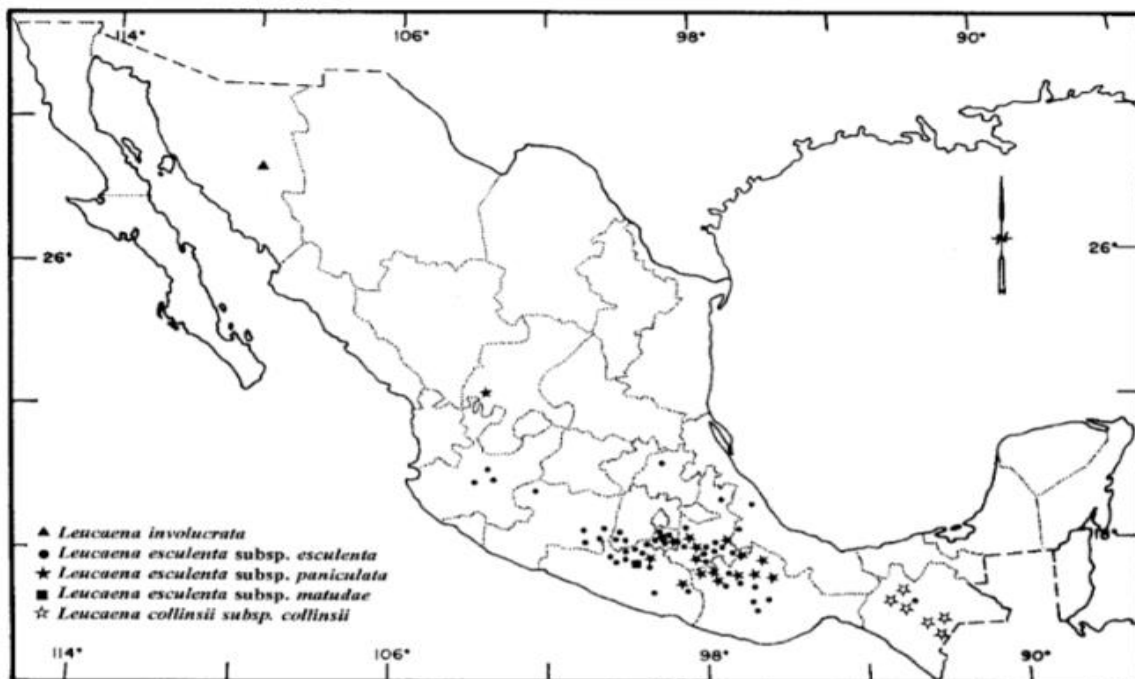 114° 106° 98° 90°
26° 26°
▲ Leucaena involucrata
● Leucaena esculenta subsp. esculenta
★ Leucaena esculenta subsp. paniculata
■ Leucaena esculenta subsp. matudae
☆ Leucaena collinsii subsp. collinsii
18°
114° 106° 98° 90°